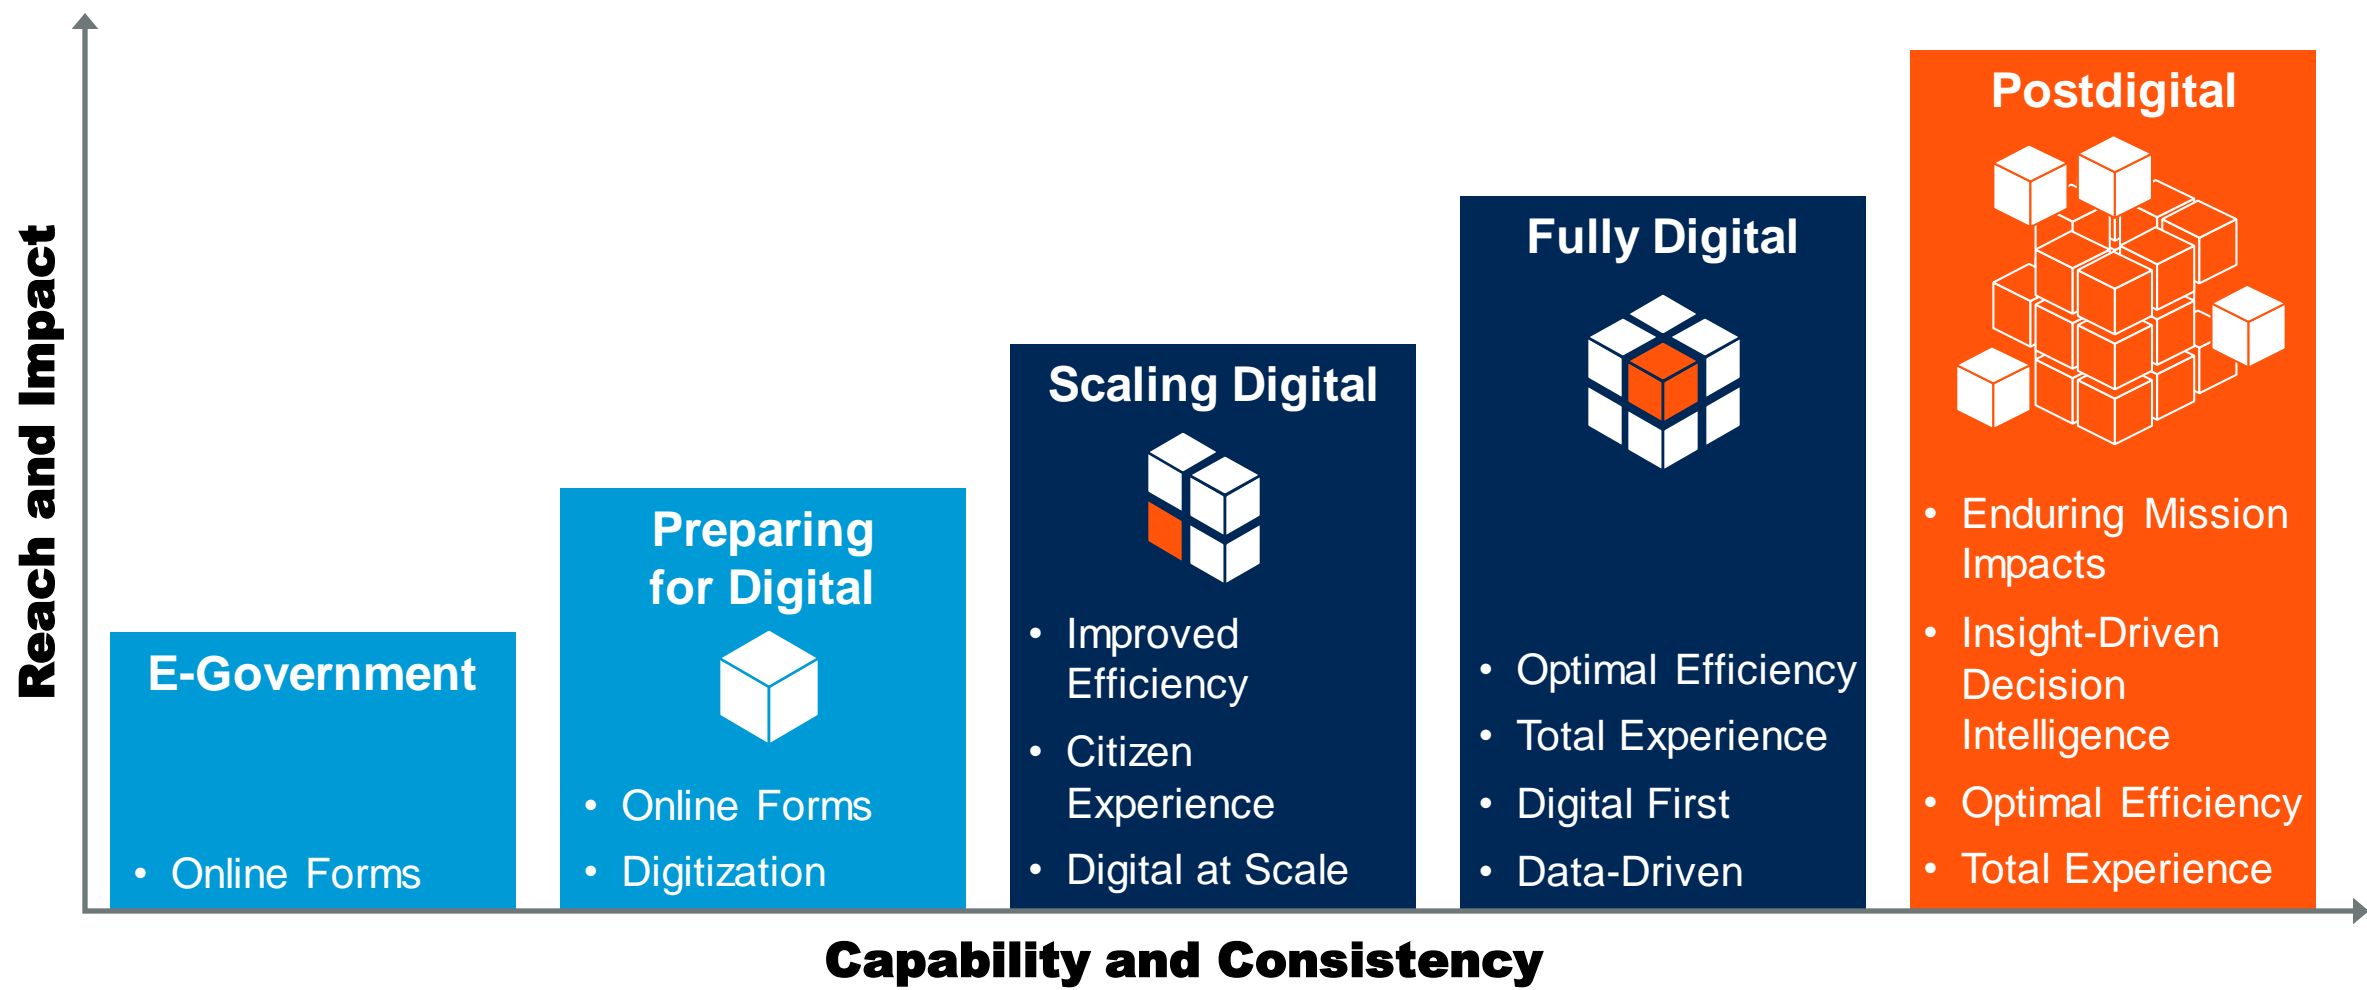 Reach and Impact
E-Government
• Online Forms
Preparing
for Digital
• Online Forms
• Digitization
Scaling Digital
• Improved
Efficiency
• Citizen
Experience
• Digital at Scale
Fully Digital
• Optimal Efficiency
• Total Experience
• Digital First
• Data-Driven
Postdigital
• Enduring Mission
Impacts
• Insight-Driven
Decision
Intelligence
• Optimal Efficiency
• Total Experience
Capability and Consistency